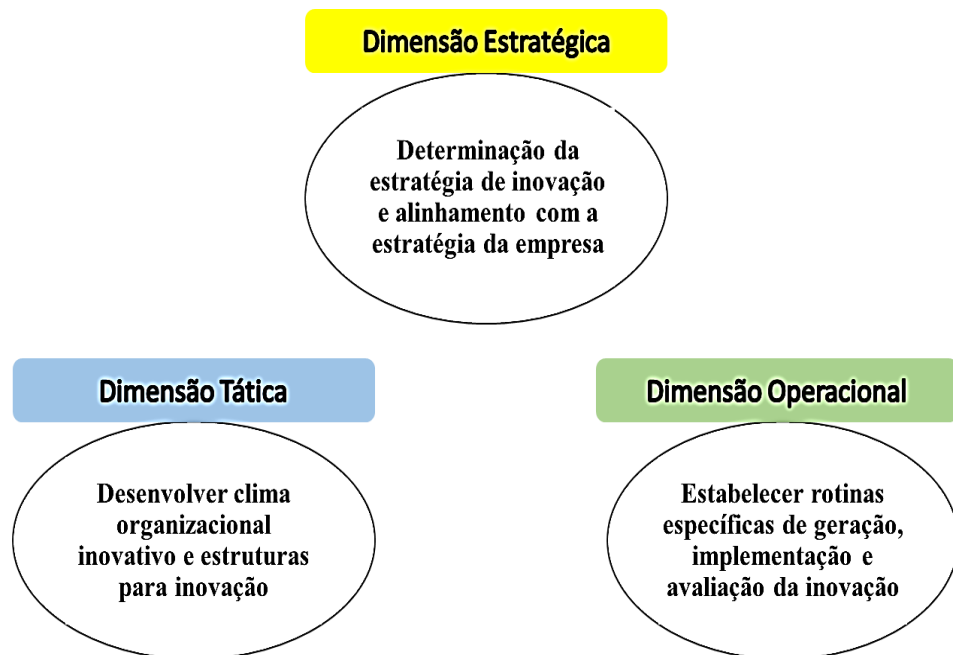 Dimensão Estratégica
Determinação da
estratégia de inovação
e alinhamento com a
estratégia da empresa
Dimensão Tática
Desenvolver clima
organizacional
inovativo e estruturas
para inovação
Dimensão Operacional
Estabelecer rotinas
específicas de geração,
implementação e
avaliação da inovação